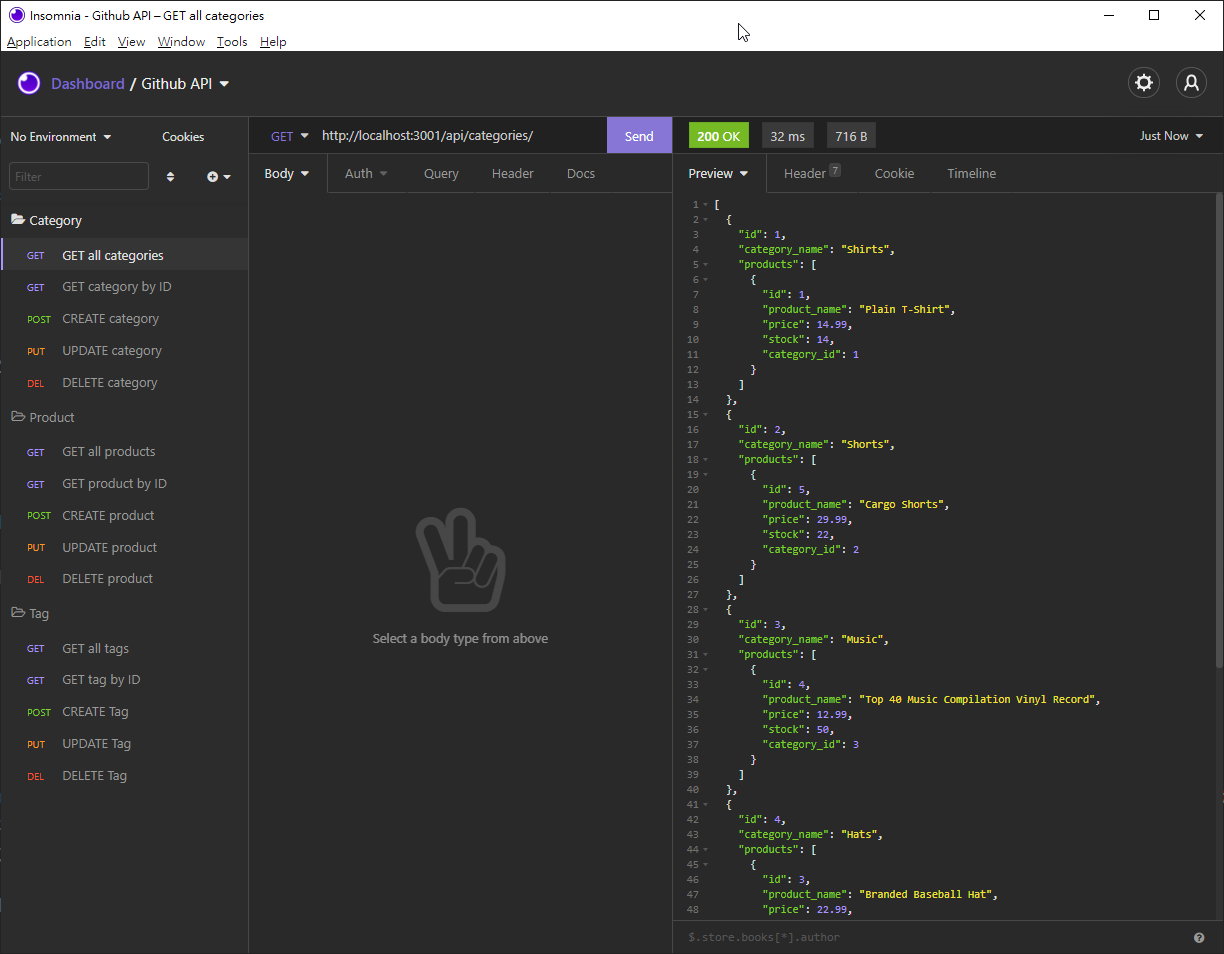 Insomnia - Github API – GET all categories
Application Edit View Window Tools Help
Dashboard / Github API
No Environment Cookies
Filter
Category
GET GET all categories
GET GET category by ID
POST CREATE category
PUT UPDATE category
DEL DELETE category
Product
GET GET all products
GET GET product by ID
POST CREATE product
PUT UPDATE product
DEL DELETE product
Tag
GET GET all tags
GET GET tag by ID
POST CREATE Tag
PUT UPDATE Tag
DEL DELETE Tag
GET http://localhost:3001/api/categories/ Send
Body Auth Query Header Docs
Select a body type from above
200 OK 32 ms 716 B Just Now
Preview Header 7 Cookie Timeline
1 [
2 {
3 "id": 1,
4 "category_name": "Shirts",
5 "products": [
6 {
7 "id": 1,
8 "product_name": "Plain T-Shirt",
9 "price": 14.99,
10 "stock": 14,
11 "category_id": 1
12 }
13 ]
14 },
15 {
16 "id": 2,
17 "category_name": "Shorts",
18 "products": [
19 {
20 "id": 5,
21 "product_name": "Cargo Shorts",
22 "price": 29.99,
23 "stock": 22,
24 "category_id": 2
25 }
26 ]
27 },
28 {
29 "id": 3,
30 "category_name": "Music",
31 "products": [
32 {
33 "id": 4,
34 "product_name": "Top 40 Music Compilation Vinyl Record",
35 "price": 12.99,
36 "stock": 50,
37 "category_id": 3
38 }
39 ]
40 },
41 {
42 "id": 4,
43 "category_name": "Hats",
44 "products": [
45 {
46 "id": 3,
47 "product_name": "Branded Baseball Hat",
48 "price": 22.99,
$.store.books[*].author